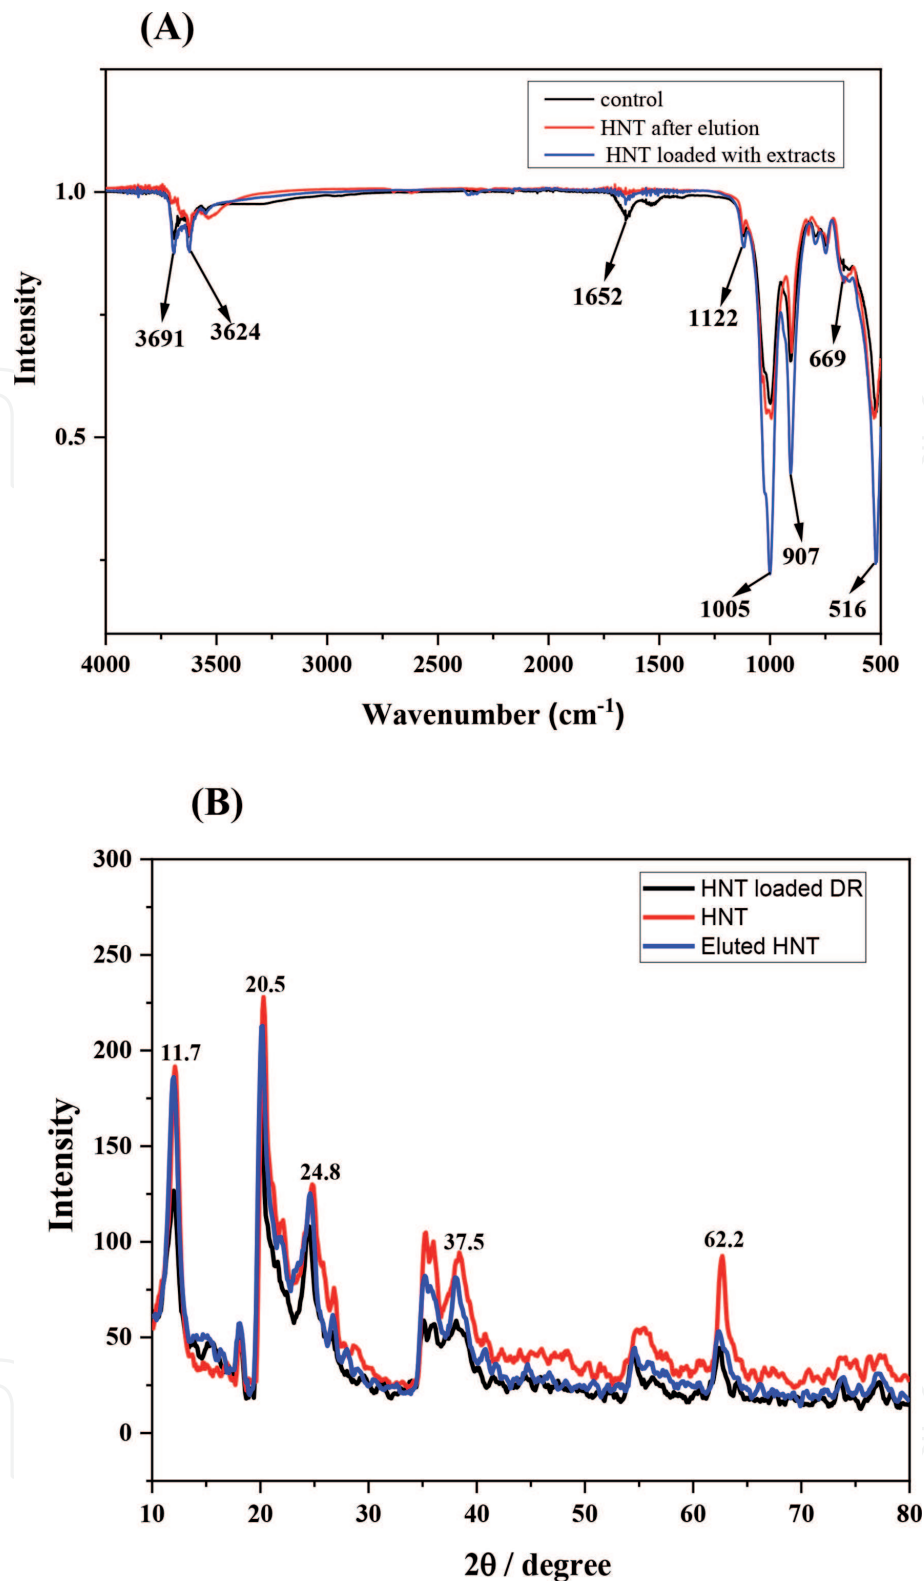 (A)
control
HNT after elution
HNT loaded with extracts
1.0
0.5
Intensity
3691
3624
1652
1122
669
907
1005
516
4000 3500 3000 2500 2000 1500 1000 500
Wavenumber (cm⁻¹)
(B)
300
250
200
150
100
50
0
Intensity
HNT loaded DR
HNT
Eluted HNT
20.5
11.7
24.8
37.5
62.2
10 20 30 40 50 60 70 80
2θ / degree